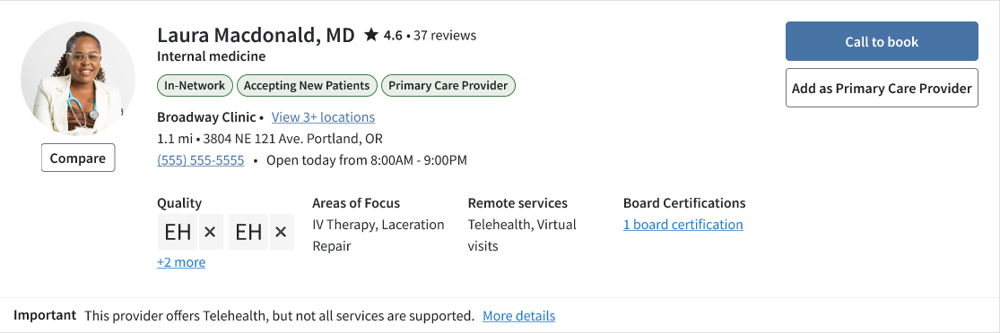 Laura Macdonald, MD ★ 4.6 • 37 reviews
Internal medicine
In-Network Accepting New Patients Primary Care Provider
Broadway Clinic • View 3+ locations
1.1 mi • 3804 NE 121 Ave. Portland, OR
(555) 555-5555 • Open today from 8:00AM - 9:00PM
Compare
Call to book
Add as Primary Care Provider
Quality
EH × EH ×
+2 more
Areas of Focus
IV Therapy, Laceration
Repair
Remote services
Telehealth, Virtual
visits
Board Certifications
1 board certification
Important This provider offers Telehealth, but not all services are supported. More details